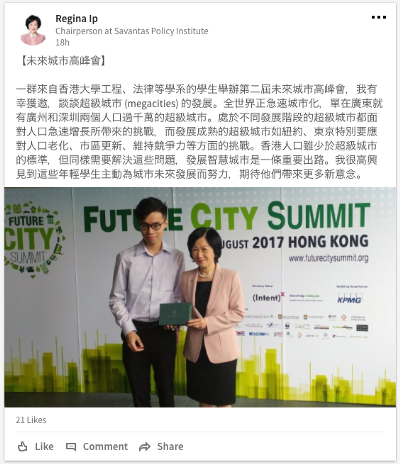 Regina Ip
Chairperson at Savantas Policy Institute
18h
【未來城市高峰會】
一群來自香港大學工程、法律等學系的學生舉辦第二屆未來城市高峰會，我有
幸獲邀，談談超級城市 (megacities) 的發展。全世界正急速城市化，單在廣東就
有廣州和深圳兩個人口過千萬的超級城市。處於不同發展階段的超級城市都面
對人口急速增長所帶來的挑戰，而發展成熟的超級城市如紐約、東京特別要應
對人口老化、市區更新、維持競爭力等方面的挑戰。香港人口雖少於超級城市
的標準，但同樣需要解決這些問題，發展智慧城市是一條重要出路。我很高興
見到這些年輕學生主動為城市未來發展而努力，期待他們帶來更多新意念。
FUTURE CITY SUMMIT
AUGUST 2017 HONG KONG
www.futurecitysummit.org
FUTURE
CITY
SUMMIT
(Intent)
KPMG
21 Likes
Like
Comment
Share